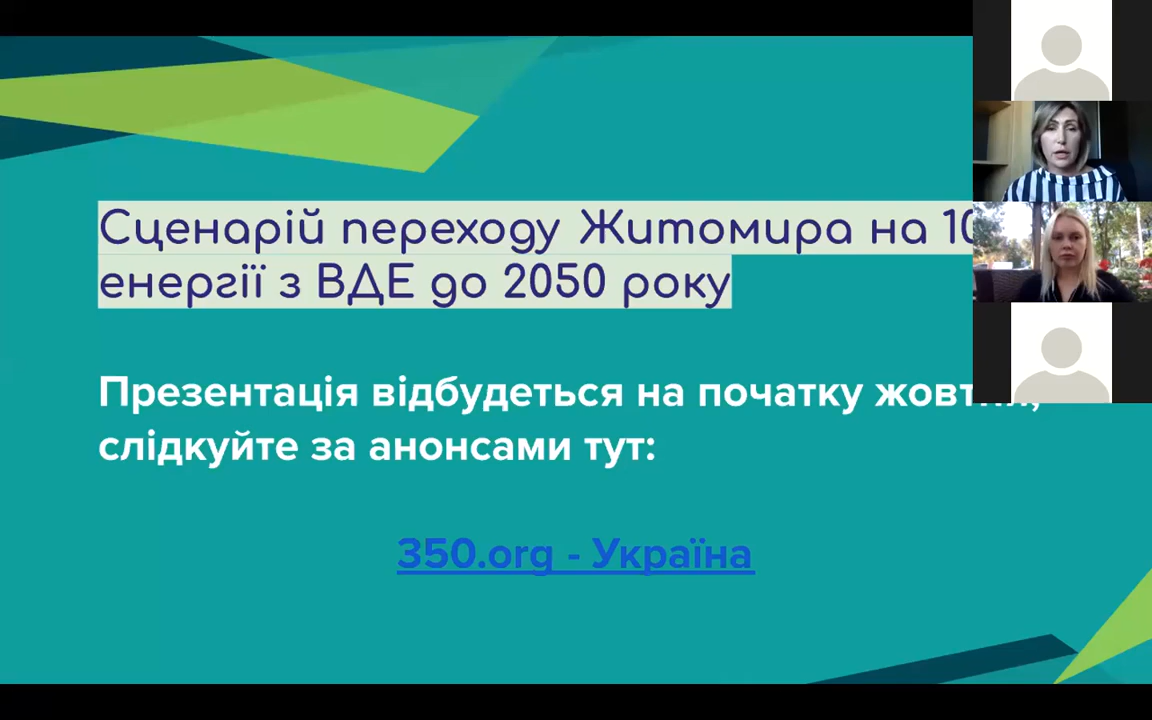 Сценарій переходу Житомира на
енергії з ВДЕ до 2050 року
Презентація відбудеться на початку
слідкуйте за анонсами тут:
350.org - Україна